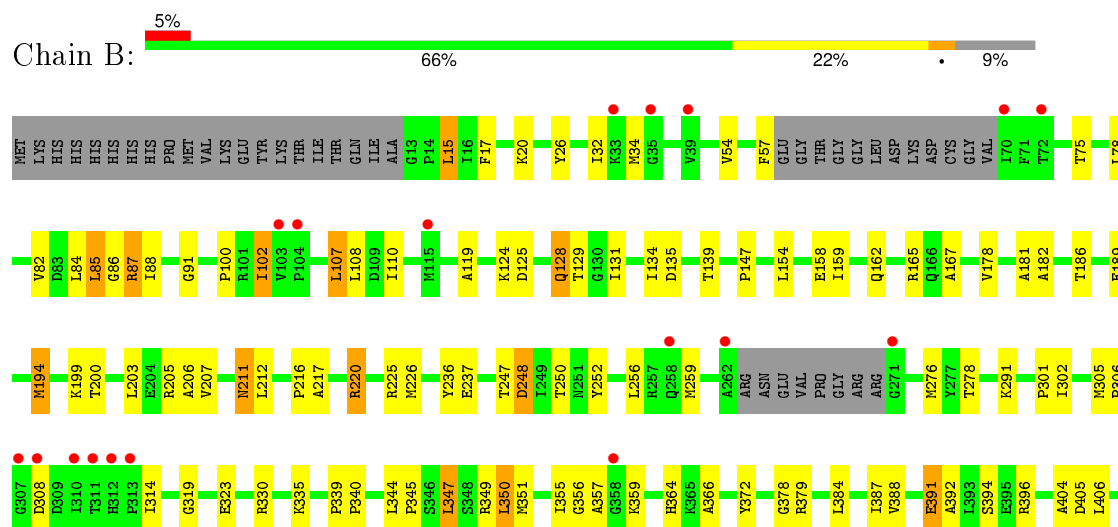 5%
Chain B:
66% 22% • 9%
MET LYS HIS HIS HIS HIS HIS HIS PRO MET VAL LYS GLU TYR LYS THR ILE THR GLN ILE ALA G13 P14 L15 I16 F17 K20 Y26 I32 K33 M34 G35 V39 V54 F57 GLU GLY THR GLY GLY LEU ASP LYS ASP CYS GLY VAL I70 F71 T72 T75
V82 D83 L84 L85 G86 R87 I88 G91 P100 R101 I102 V103 P104 L107 L108 D109 I110 M115 A119 K124 D125 Q128 T129 G130 I131 I134 D135 T139 P147 L154 E158 I159 Q162 R165 Q166 A167 V178 A181 A182 T186
M194 K199 T200 L203 E204 R205 A206 V207 N211 L212 P216 A217 R220 R225 M226 Y236 E237 T247 D248 I249 T250 N251 Y252 L256 R257 Q258 M259 A262 ARG ASN GLU VAL PRO GLY ARG ARG G271 M276 Y277 T278 K291 P301 I302 M305
G307 D308 D309 I310 T311 H312 P313 I314 G319 E323 R330 K335 P339 P340 L344 P345 S346 L347 S348 R349 L350 M351 I355 G356 A357 G358 K359 H364 K365 A366 Y372 G378 R379 L384 I387 V388 E391 A392 I393 S394 E395 R396 A404 D405 L406